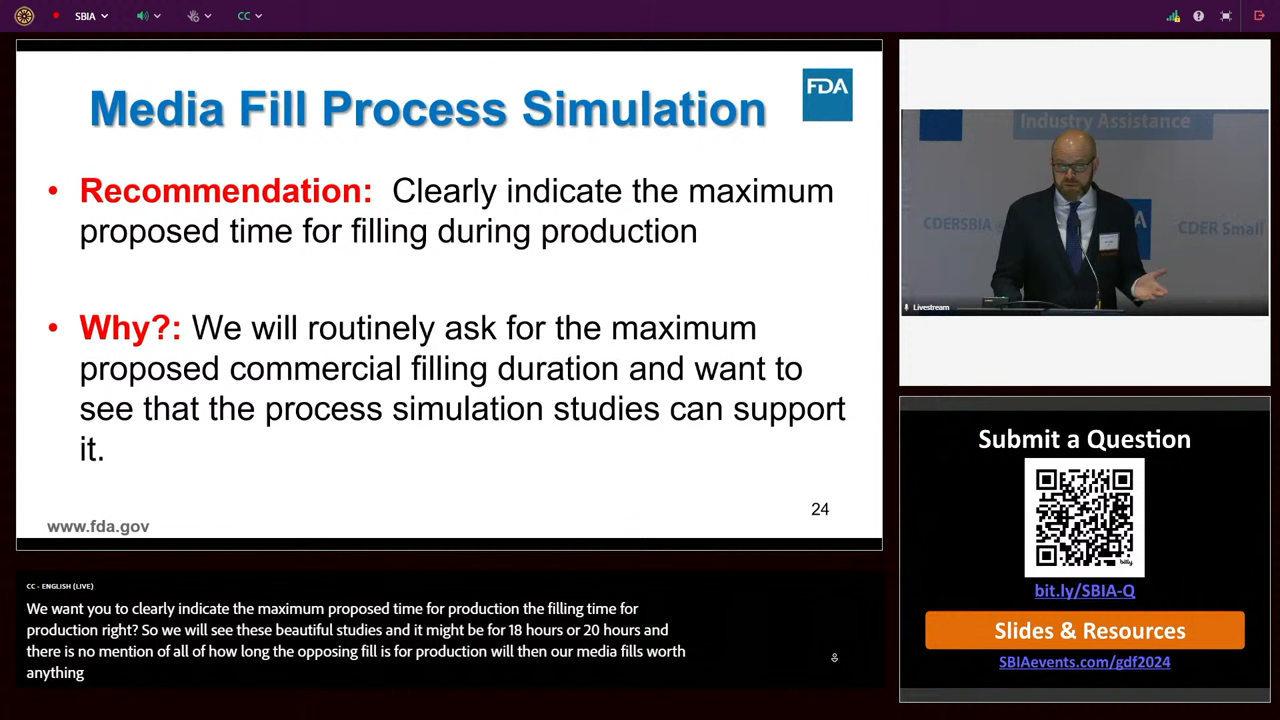 SBIA
CC
Media Fill Process Simulation
FDA
• Recommendation: Clearly indicate the maximum
proposed time for filling during production
• Why?: We will routinely ask for the maximum
proposed commercial filling duration and want to
see that the process simulation studies can support
it.
24
www.fda.gov
CC - ENGLISH (LIVE)
We want you to clearly indicate the maximum proposed time for production the filling time for
production right? So we will see these beautiful studies and it might be for 18 hours or 20 hours and
there is no mention of all of how long the opposing fill is for production will then our media fills worth
anything
Industry Assistance
CDERSBIA
DA
CDER Small
Livestream
Submit a Question
bitly
bit.ly/SBIA-Q
Slides & Resources
SBIAevents.com/gdf2024